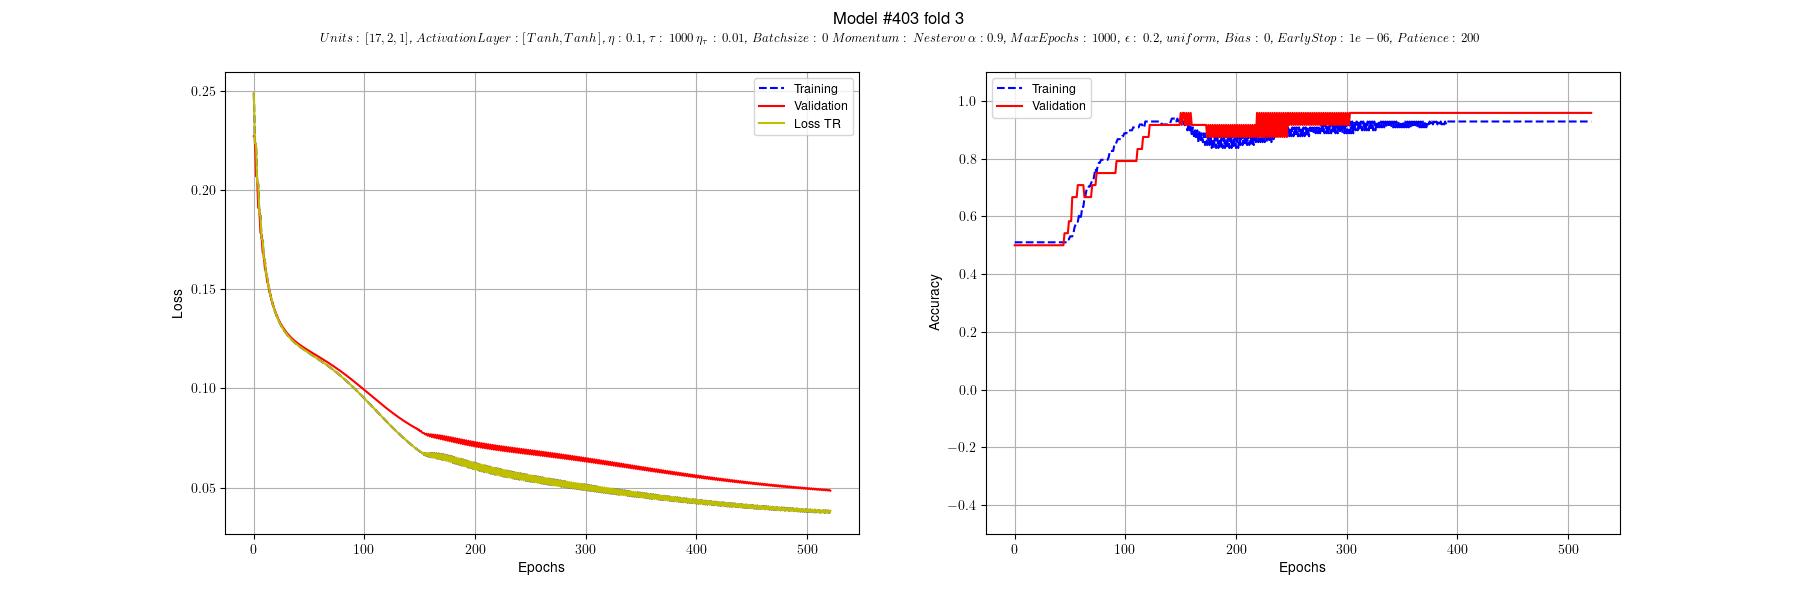 Model #403 fold 3
Units : [17, 2, 1], ActivationLayer : [Tanh, Tanh], η : 0.1, τ : 1000 η_τ : 0.01, Batchsize : 0 Momentum : Nesterov α : 0.9, MaxEpochs : 1000, ϵ : 0.2, uniform, Bias : 0, EarlyStop : 1e − 06, Patience : 200
0.25
0.20
0.15
0.10
0.05
Loss
0 100 200 300 400 500
Epochs
Training
Validation
Loss TR
1.0
0.8
0.6
0.4
0.2
0.0
−0.2
−0.4
Accuracy
0 100 200 300 400 500
Epochs
Training
Validation